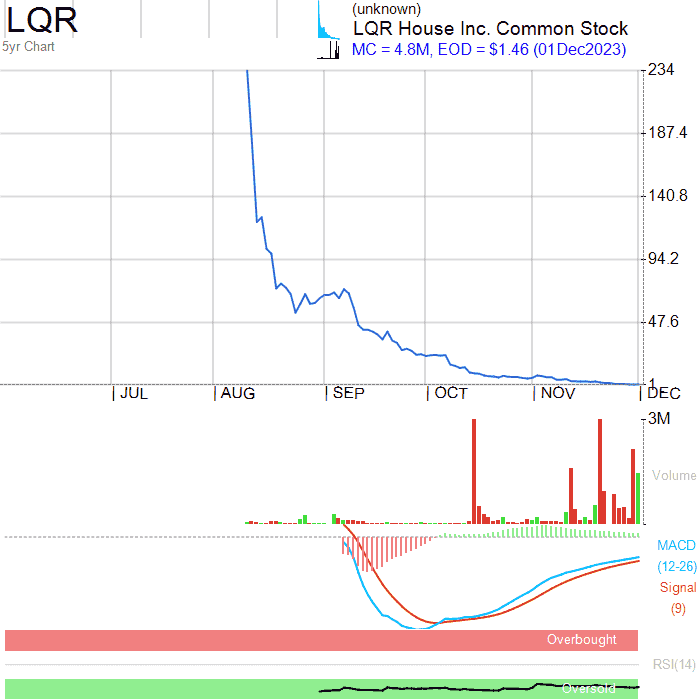 LQR
5yr Chart
(unknown)
LQR House Inc. Common Stock
MC = 4.8M, EOD = $1.46 (01Dec2023)
234
187.4
140.8
94.2
47.6
1
JUL AUG SEP OCT NOV DEC
3M
Volume
MACD
(12-26)
Signal
(9)
Overbought
RSI(14)
Oversold